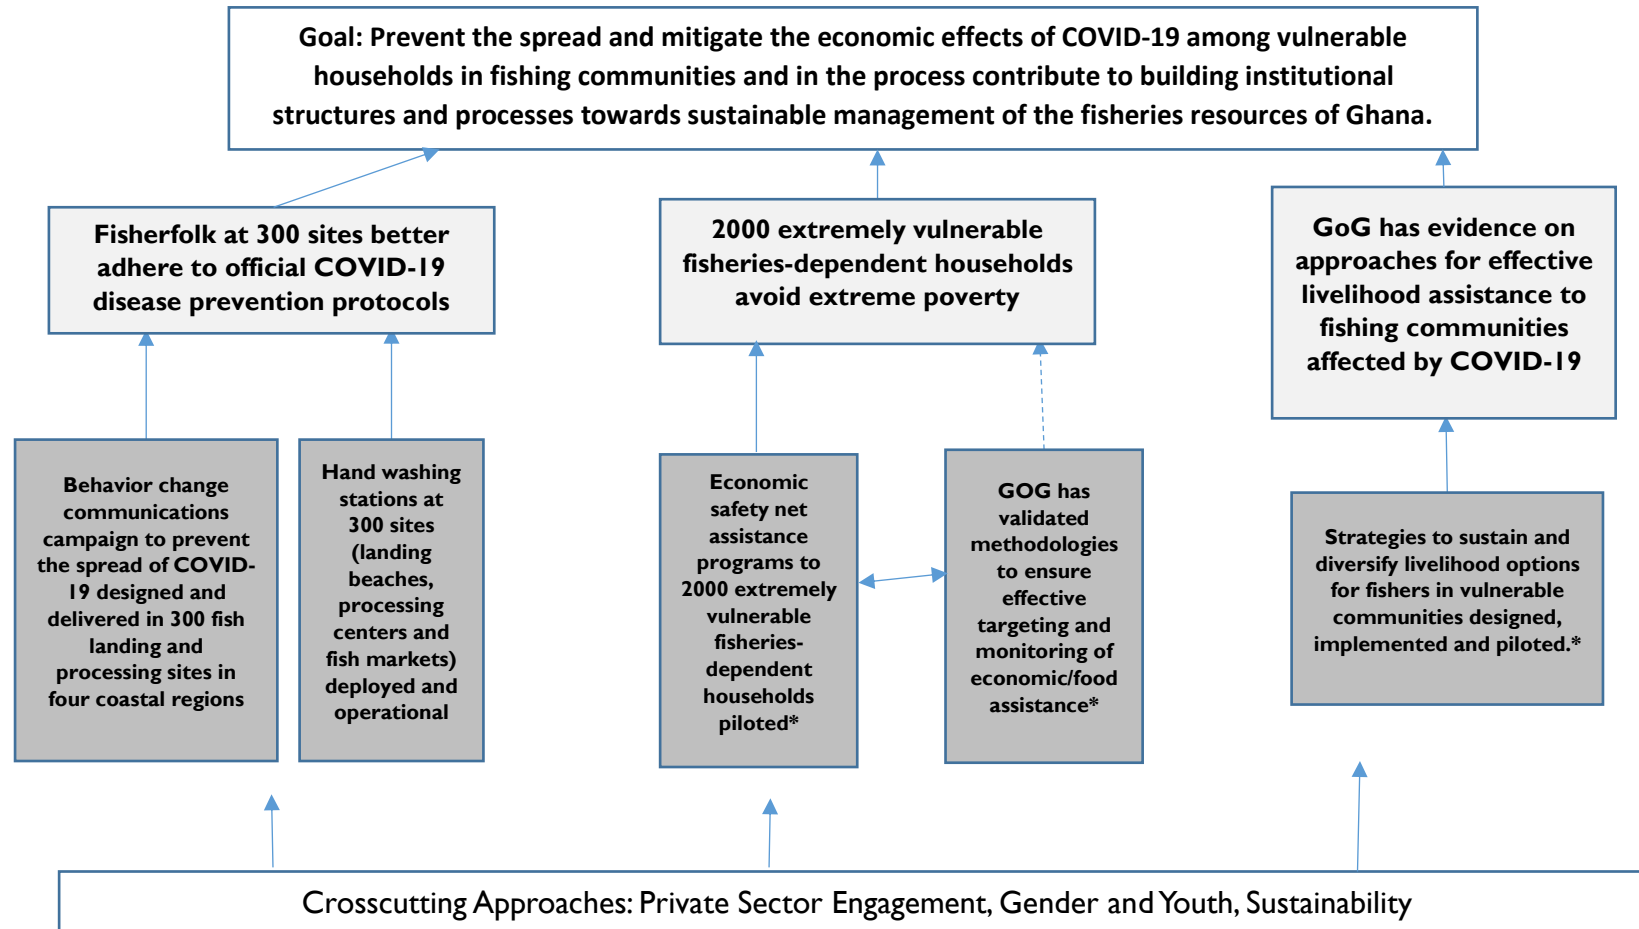 Goal: Prevent the spread and mitigate the economic effects of COVID-19 among vulnerable
households in fishing communities and in the process contribute to building institutional
structures and processes towards sustainable management of the fisheries resources of Ghana.
Fisherfolk at 300 sites better
adhere to official COVID-19
disease prevention protocols
2000 extremely vulnerable
fisheries-dependent households
avoid extreme poverty
GoG has evidence on
approaches for effective
livelihood assistance to
fishing communities
affected by COVID-19
Behavior change
communications
campaign to prevent
the spread of COVID-
19 designed and
delivered in 300 fish
landing and
processing sites in
four coastal regions
Hand washing
stations at
300 sites
(landing
beaches,
processing
centers and
fish markets)
deployed and
operational
Economic
safety net
assistance
programs to
2000 extremely
vulnerable
fisheries-
dependent
households
piloted*
GOG has
validated
methodologies
to ensure
effective
targeting and
monitoring of
economic/food
assistance*
Strategies to sustain and
diversify livelihood options
for fishers in vulnerable
communities designed,
implemented and piloted.*
Crosscutting Approaches: Private Sector Engagement, Gender and Youth, Sustainability